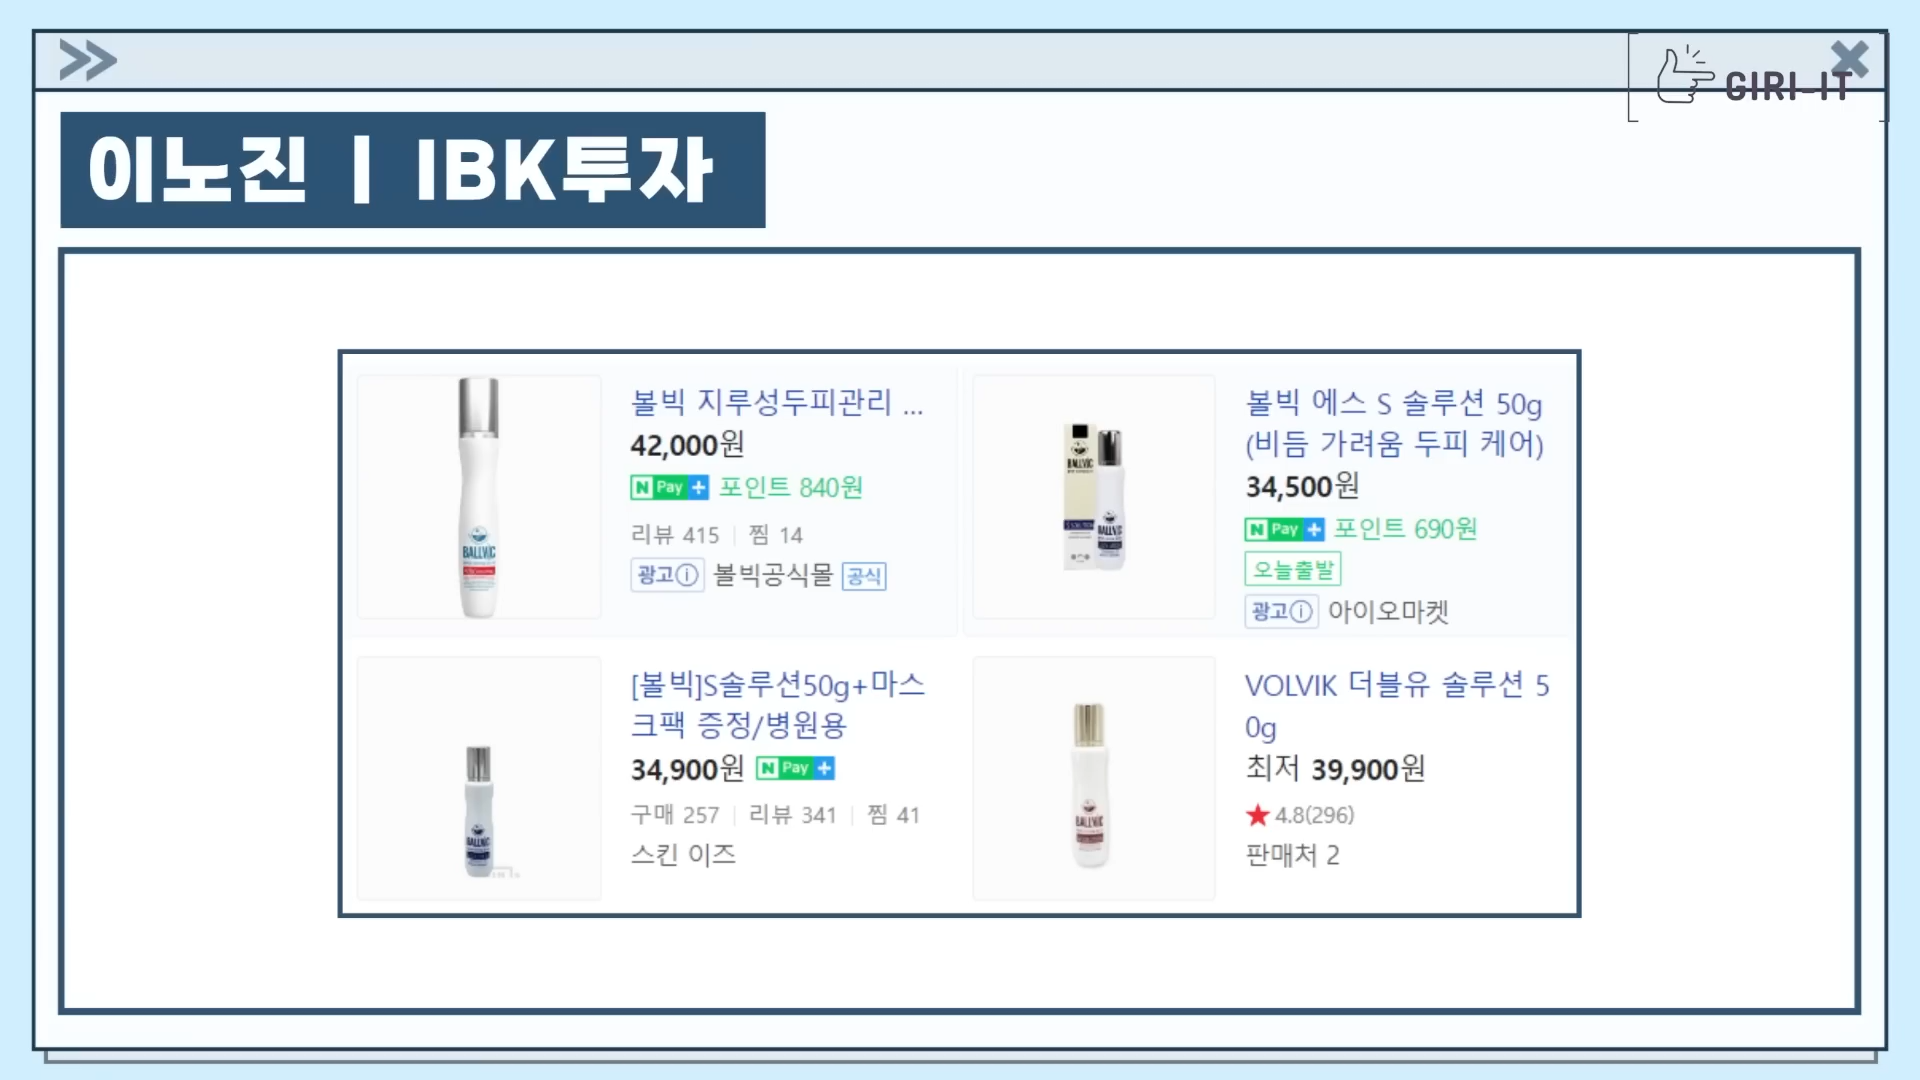 GIRI-IT
이노진 | IBK투자
볼빅 지루성두피관리 ...
42,000원
N Pay + 포인트 840원
리뷰 415 | 찜 14
광고ⓘ 볼빅공식몰 공식
BALLVIC
볼빅 에스 S 솔루션 50g
(비듬 가려움 두피 케어)
34,500원
N Pay + 포인트 690원
오늘출발
광고ⓘ 아이오마켓
BALLVIC
BALLVIC
[볼빅]S솔루션50g+마스
크팩 증정/병원용
34,900원 N Pay +
구매 257 | 리뷰 341 | 찜 41
스킨 이즈
BALLVIC
VOLVIK 더블유 솔루션 5
0g
최저 39,900원
★ 4.8(296)
판매처 2
BALLVIC